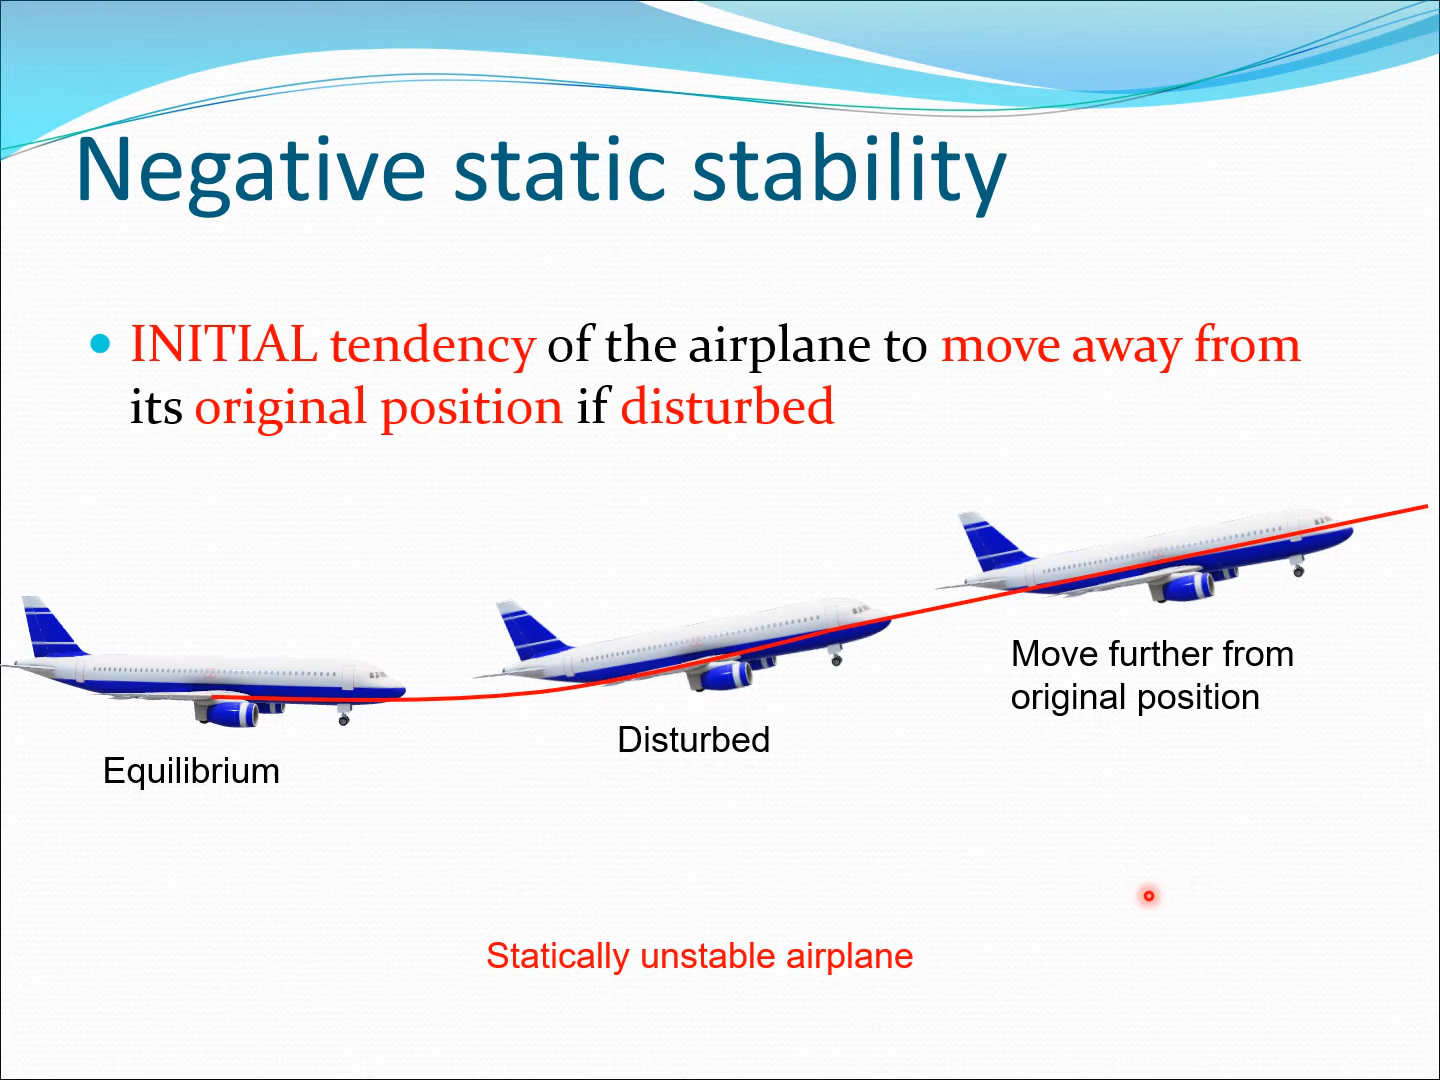 Negative static stability
INITIAL tendency of the airplane to move away from
its original position if disturbed
Equilibrium
Disturbed
Move further from
original position
Statically unstable airplane